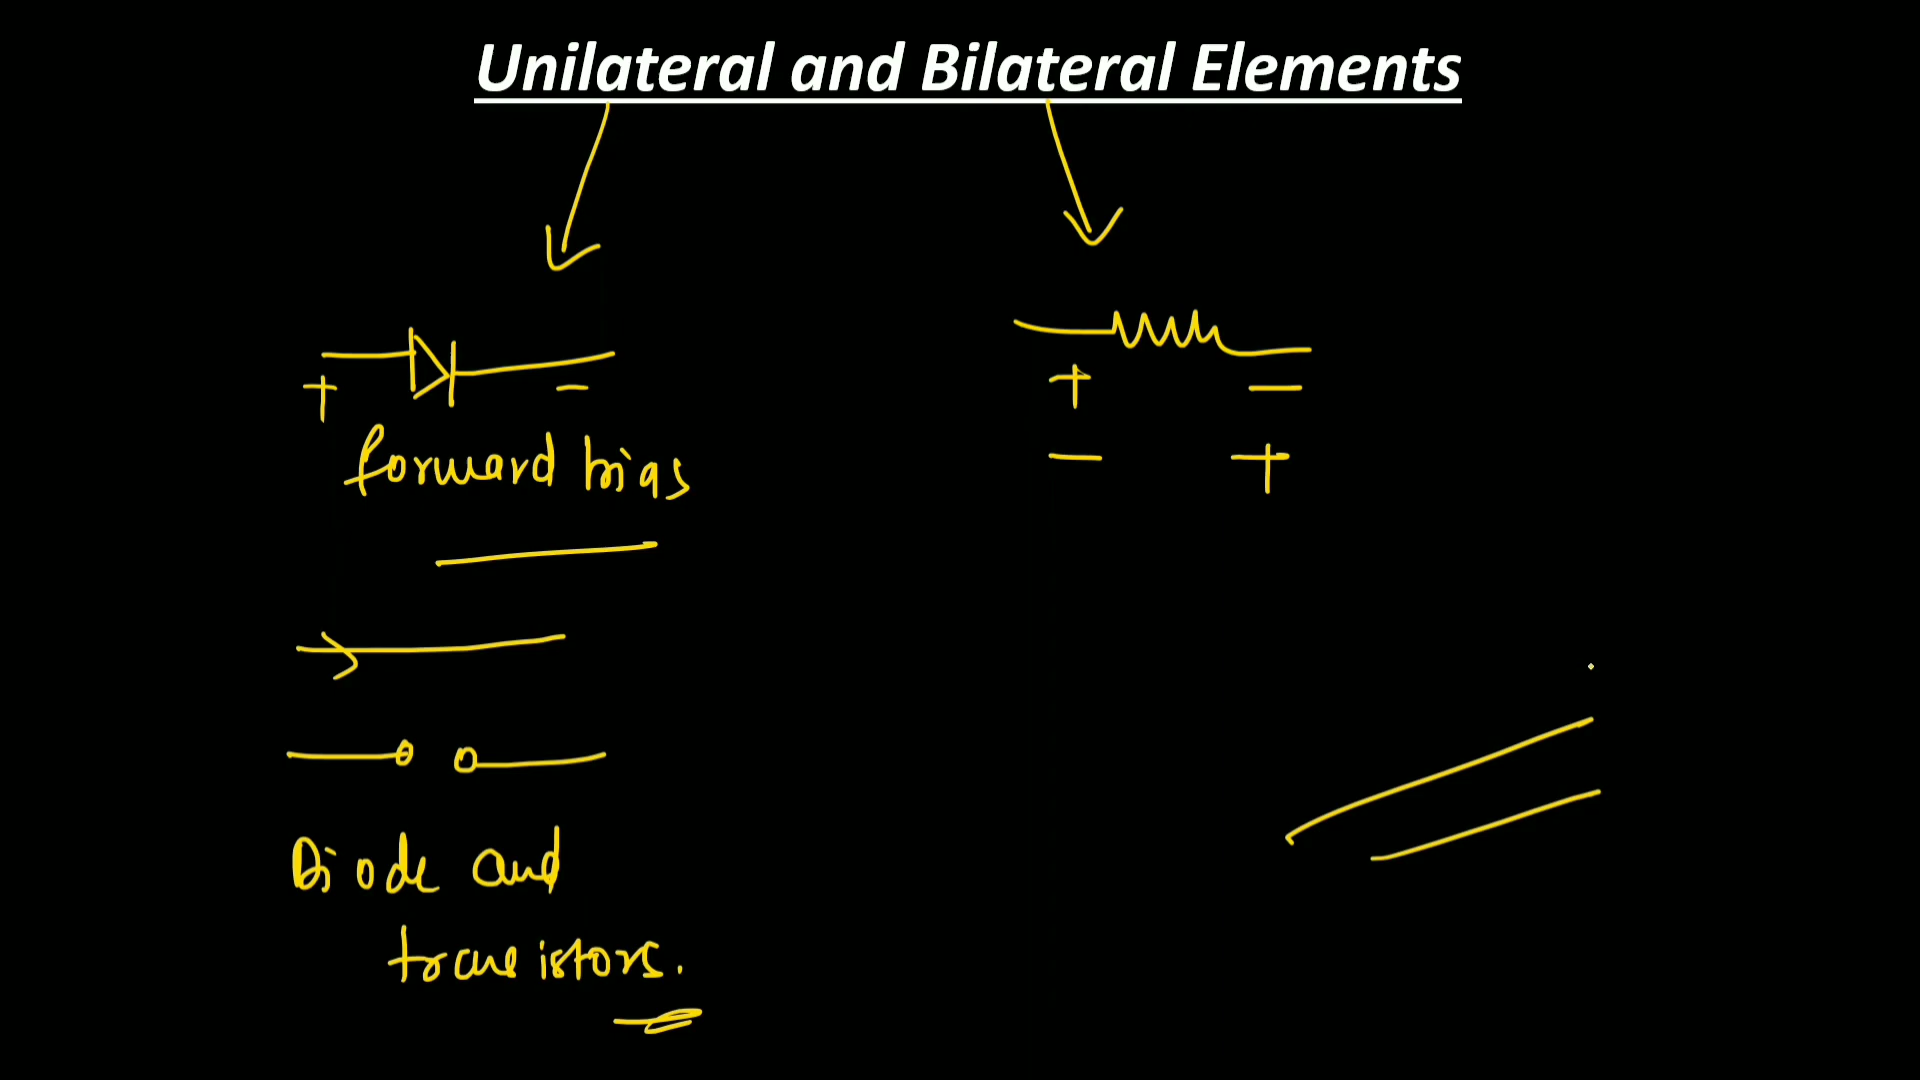 Unilateral and Bilateral Elements
+ -
forward bias
+ -
- +
Diode and
transistors.